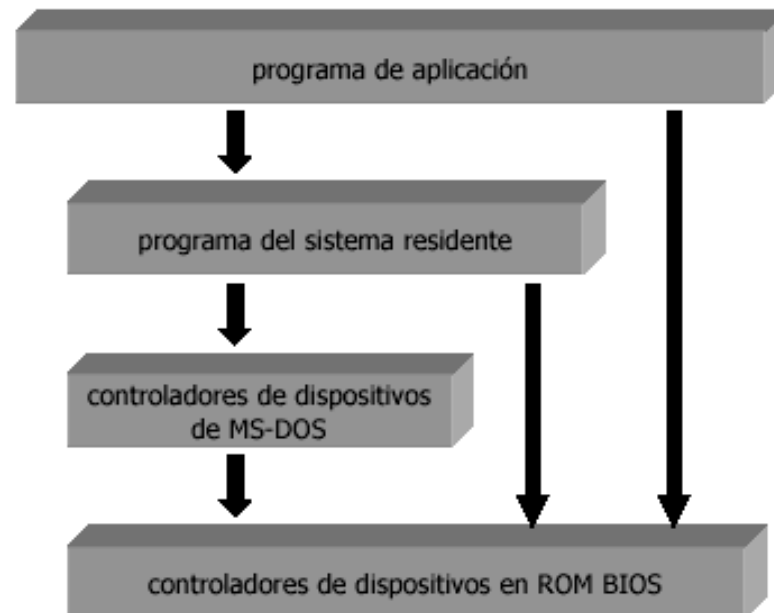 programa de aplicación
programa del sistema residente
controladores de dispositivos
de MS-DOS
controladores de dispositivos en ROM BIOS